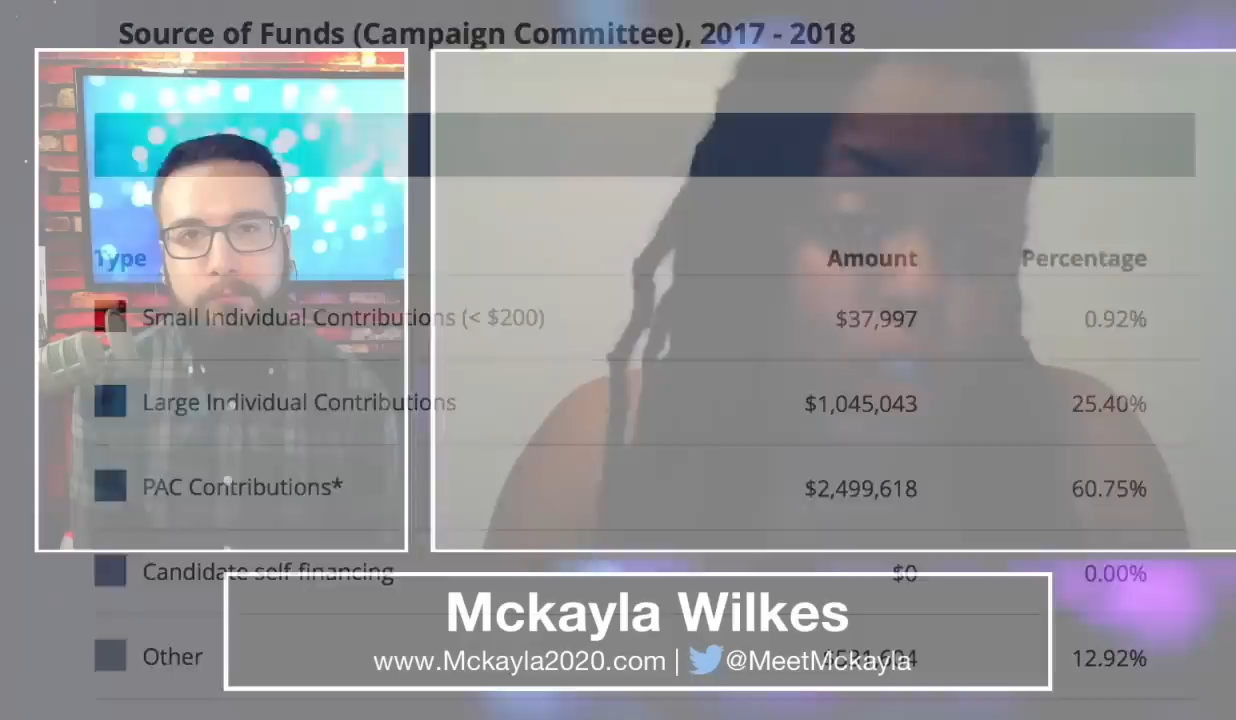 Source of Funds (Campaign Committee), 2017 - 2018
Type Amount Percentage
Small Individual Contributions (< $200) $37,997 0.92%
Large Individual Contributions $1,045,043 25.40%
PAC Contributions* $2,499,618 60.75%
Candidate self-financing $0 0.00%
Mckayla Wilkes
Other 12.92%
www.Mckayla2020.com | @MeetMckayla